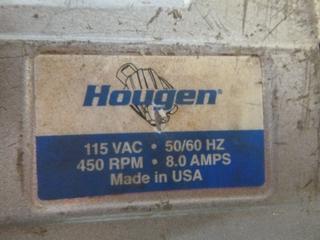 Hougen®
115 VAC • 50/60 HZ
450 RPM • 8.0 AMPS
Made in USA